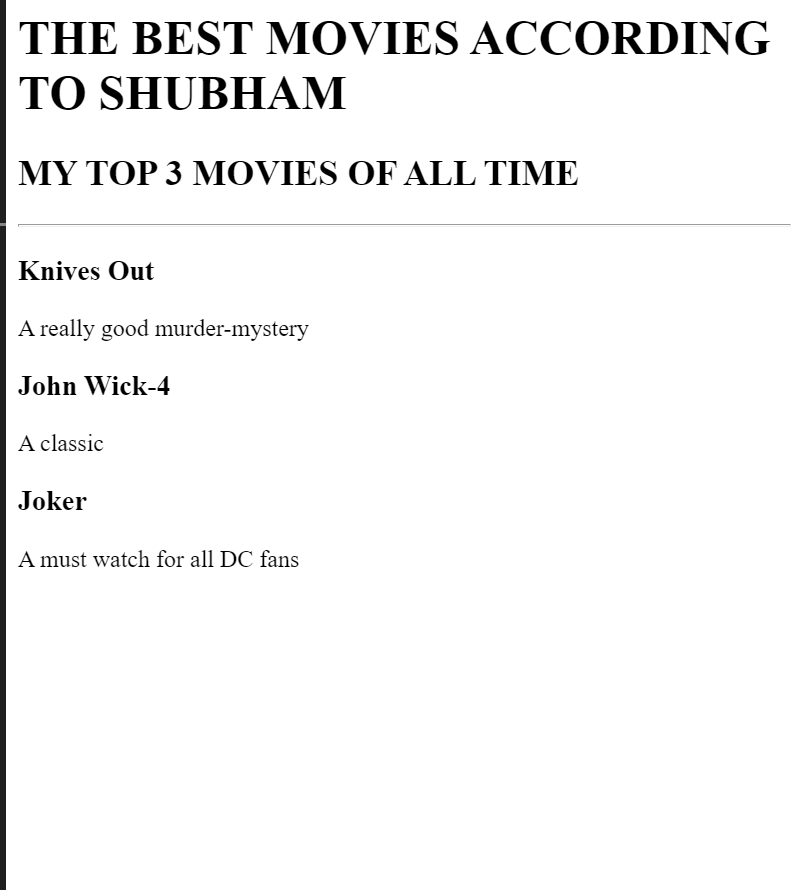 THE BEST MOVIES ACCORDING
TO SHUBHAM
MY TOP 3 MOVIES OF ALL TIME
Knives Out
A really good murder-mystery
John Wick-4
A classic
Joker
A must watch for all DC fans